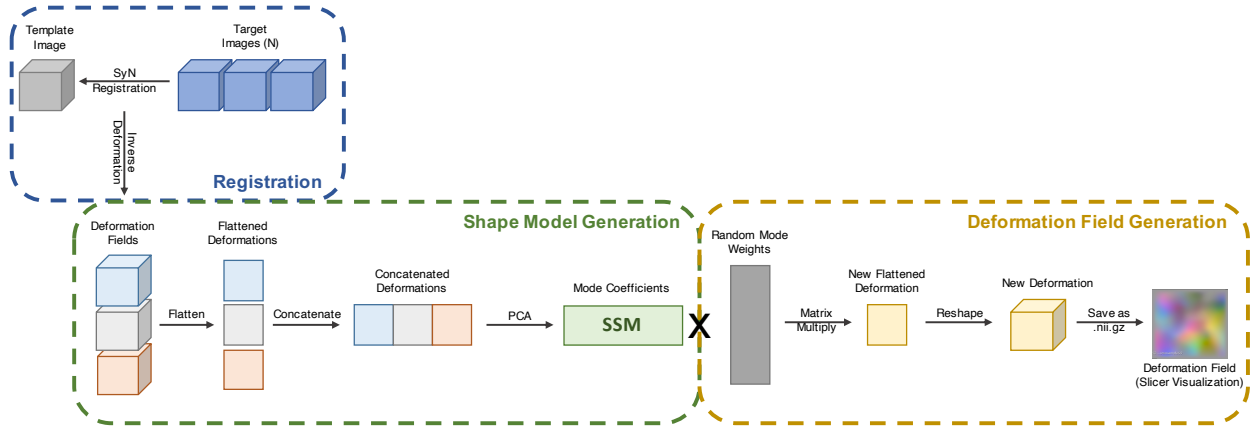 Template
Image
Target
Images (N)
SyN
Registration
Inverse
Deformation
Registration
Shape Model Generation
Deformation
Fields
Flattened
Deformations
Flatten
Concatenate
Concatenated
Deformations
PCA
Mode Coefficients
SSM
X
Deformation Field Generation
Random Mode
Weights
Matrix
Multiply
New Flattened
Deformation
Reshape
New Deformation
Save as
.nii.gz
Deformation Field
(Slicer Visualization)